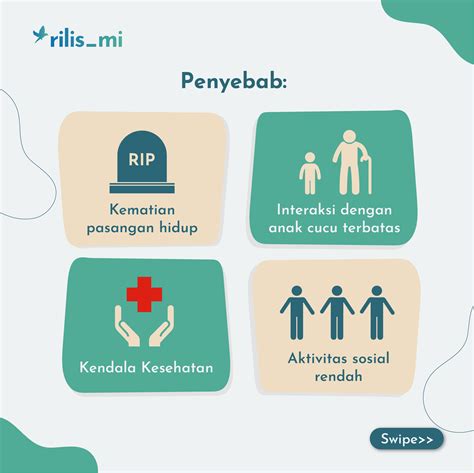 rilis_mi
Penyebab:
RIP
Kematian
pasangan hidup
Interaksi dengan
anak cucu terbatas
Kendala Kesehatan
Aktivitas sosial
rendah
Swipe>>